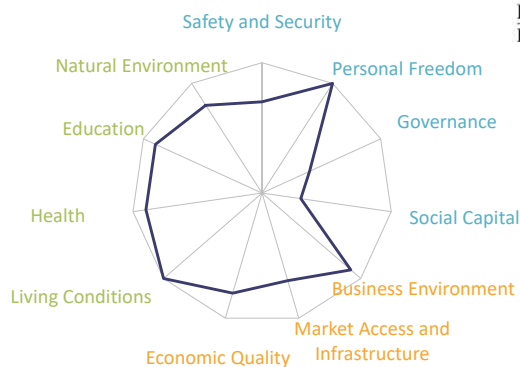 Safety and Security
Natural Environment
Personal Freedom
Education
Governance
Health
Social Capital
Living Conditions
Business Environment
Market Access and
Infrastructure
Economic Quality